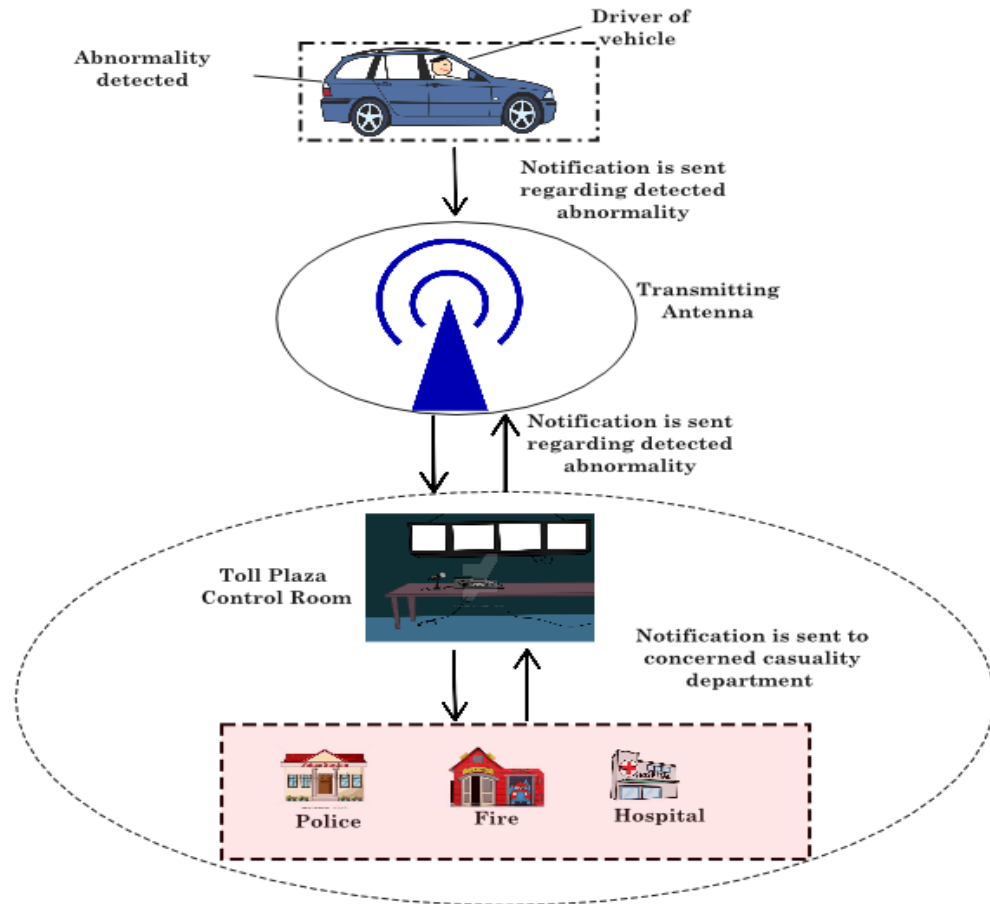 Driver of
vehicle
Abnormality
detected
Notification is sent
regarding detected
abnormality
Transmitting
Antenna
Notification is sent
regarding detected
abnormality
Toll Plaza
Control Room
Notification is sent to
concerned casuality
department
Police
Fire
Hospital